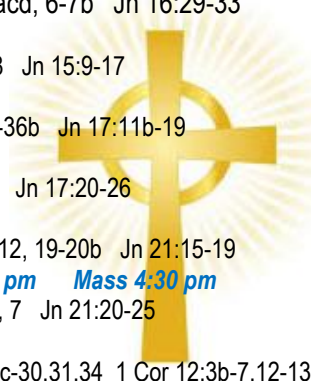 acd, 6-7b Jn 16:29-33
Jn 15:9-17
-36b Jn 17:11b-19
Jn 17:20-26
12, 19-20b Jn 21:15-19
pm Mass 4:30 pm
, 7 Jn 21:20-25
c-30,31,34 1 Cor 12:3b-7,12-13